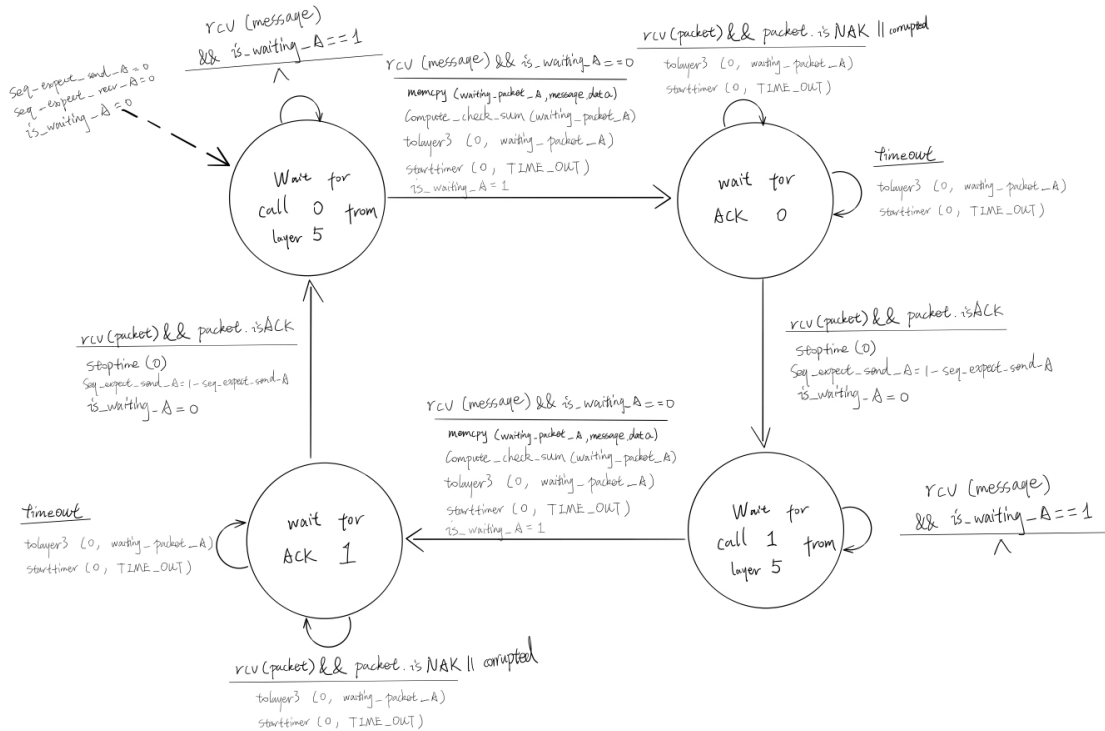 rcv (message)
&& is_waiting_A==1
Λ
seq_expect_send_A=0
seq_expect_recv_A=0
is_waiting_A=0
rcv (message) && is_waiting_A==0
memcpy (waiting_packet_A, message.data)
Compute_check_sum (waiting_packet_A)
tolayer3 (0, waiting_packet_A)
starttimer (0, TIME_OUT)
is_waiting_A = 1
rcv(packet) && packet.is NAK || corrupted
tolayer3 (0, waiting_packet_A)
starttimer (0, TIME_OUT)
Timeout
tolayer3 (0, waiting_packet_A)
starttimer (0, TIME_OUT)
Wait for
call 0 from
layer 5
wait for
ACK 0
rcv(packet) && packet.isACK
stoptime (0)
Seq_expect_send_A=1-seq_expect-send-A
is_waiting_A = 0
rcv(packet) && packet.isACK
stoptime (0)
Seq_expect_send_A=1-seq_expect-send-A
is_waiting_A = 0
rcv (message) && is_waiting_A==0
memcpy (waiting_packet_A, message.data)
Compute_check_sum (waiting_packet_A)
tolayer3 (0, waiting_packet_A)
starttimer (0, TIME_OUT)
is_waiting_A = 1
rcv (message)
&& is_waiting_A==1
Λ
Timeout
tolayer3 (0, waiting_packet_A)
starttimer (0, TIME_OUT)
wait for
ACK 1
Wait for
call 1 from
layer 5
rcv(packet) && packet.is NAK || corrupted
tolayer3 (0, waiting_packet_A)
starttimer (0, TIME_OUT)